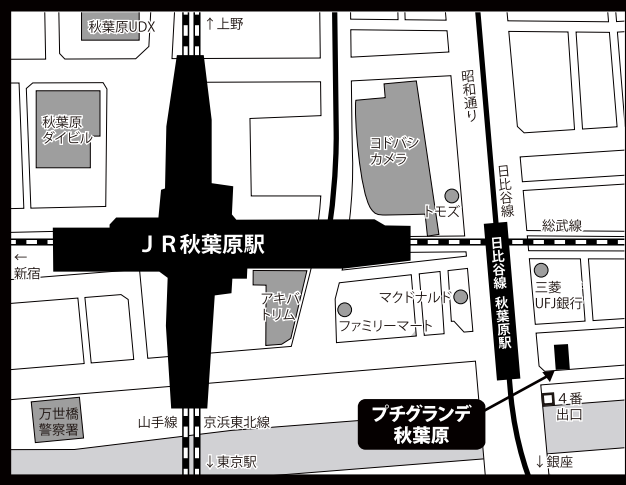 秋葉原UDX
↑上野
昭和通り
秋葉原
ダイビル
ヨドバシ
カメラ
日比谷線
トモズ
総武線
JR秋葉原駅
日比谷線 秋葉原駅
←
新宿
三菱
UFJ銀行
アキバ
トリム
マクドナルド
ファミリーマート
万世橋
警察署
山手線
京浜東北線
プチグランデ
秋葉原
4番
出口
↓東京駅
↓銀座